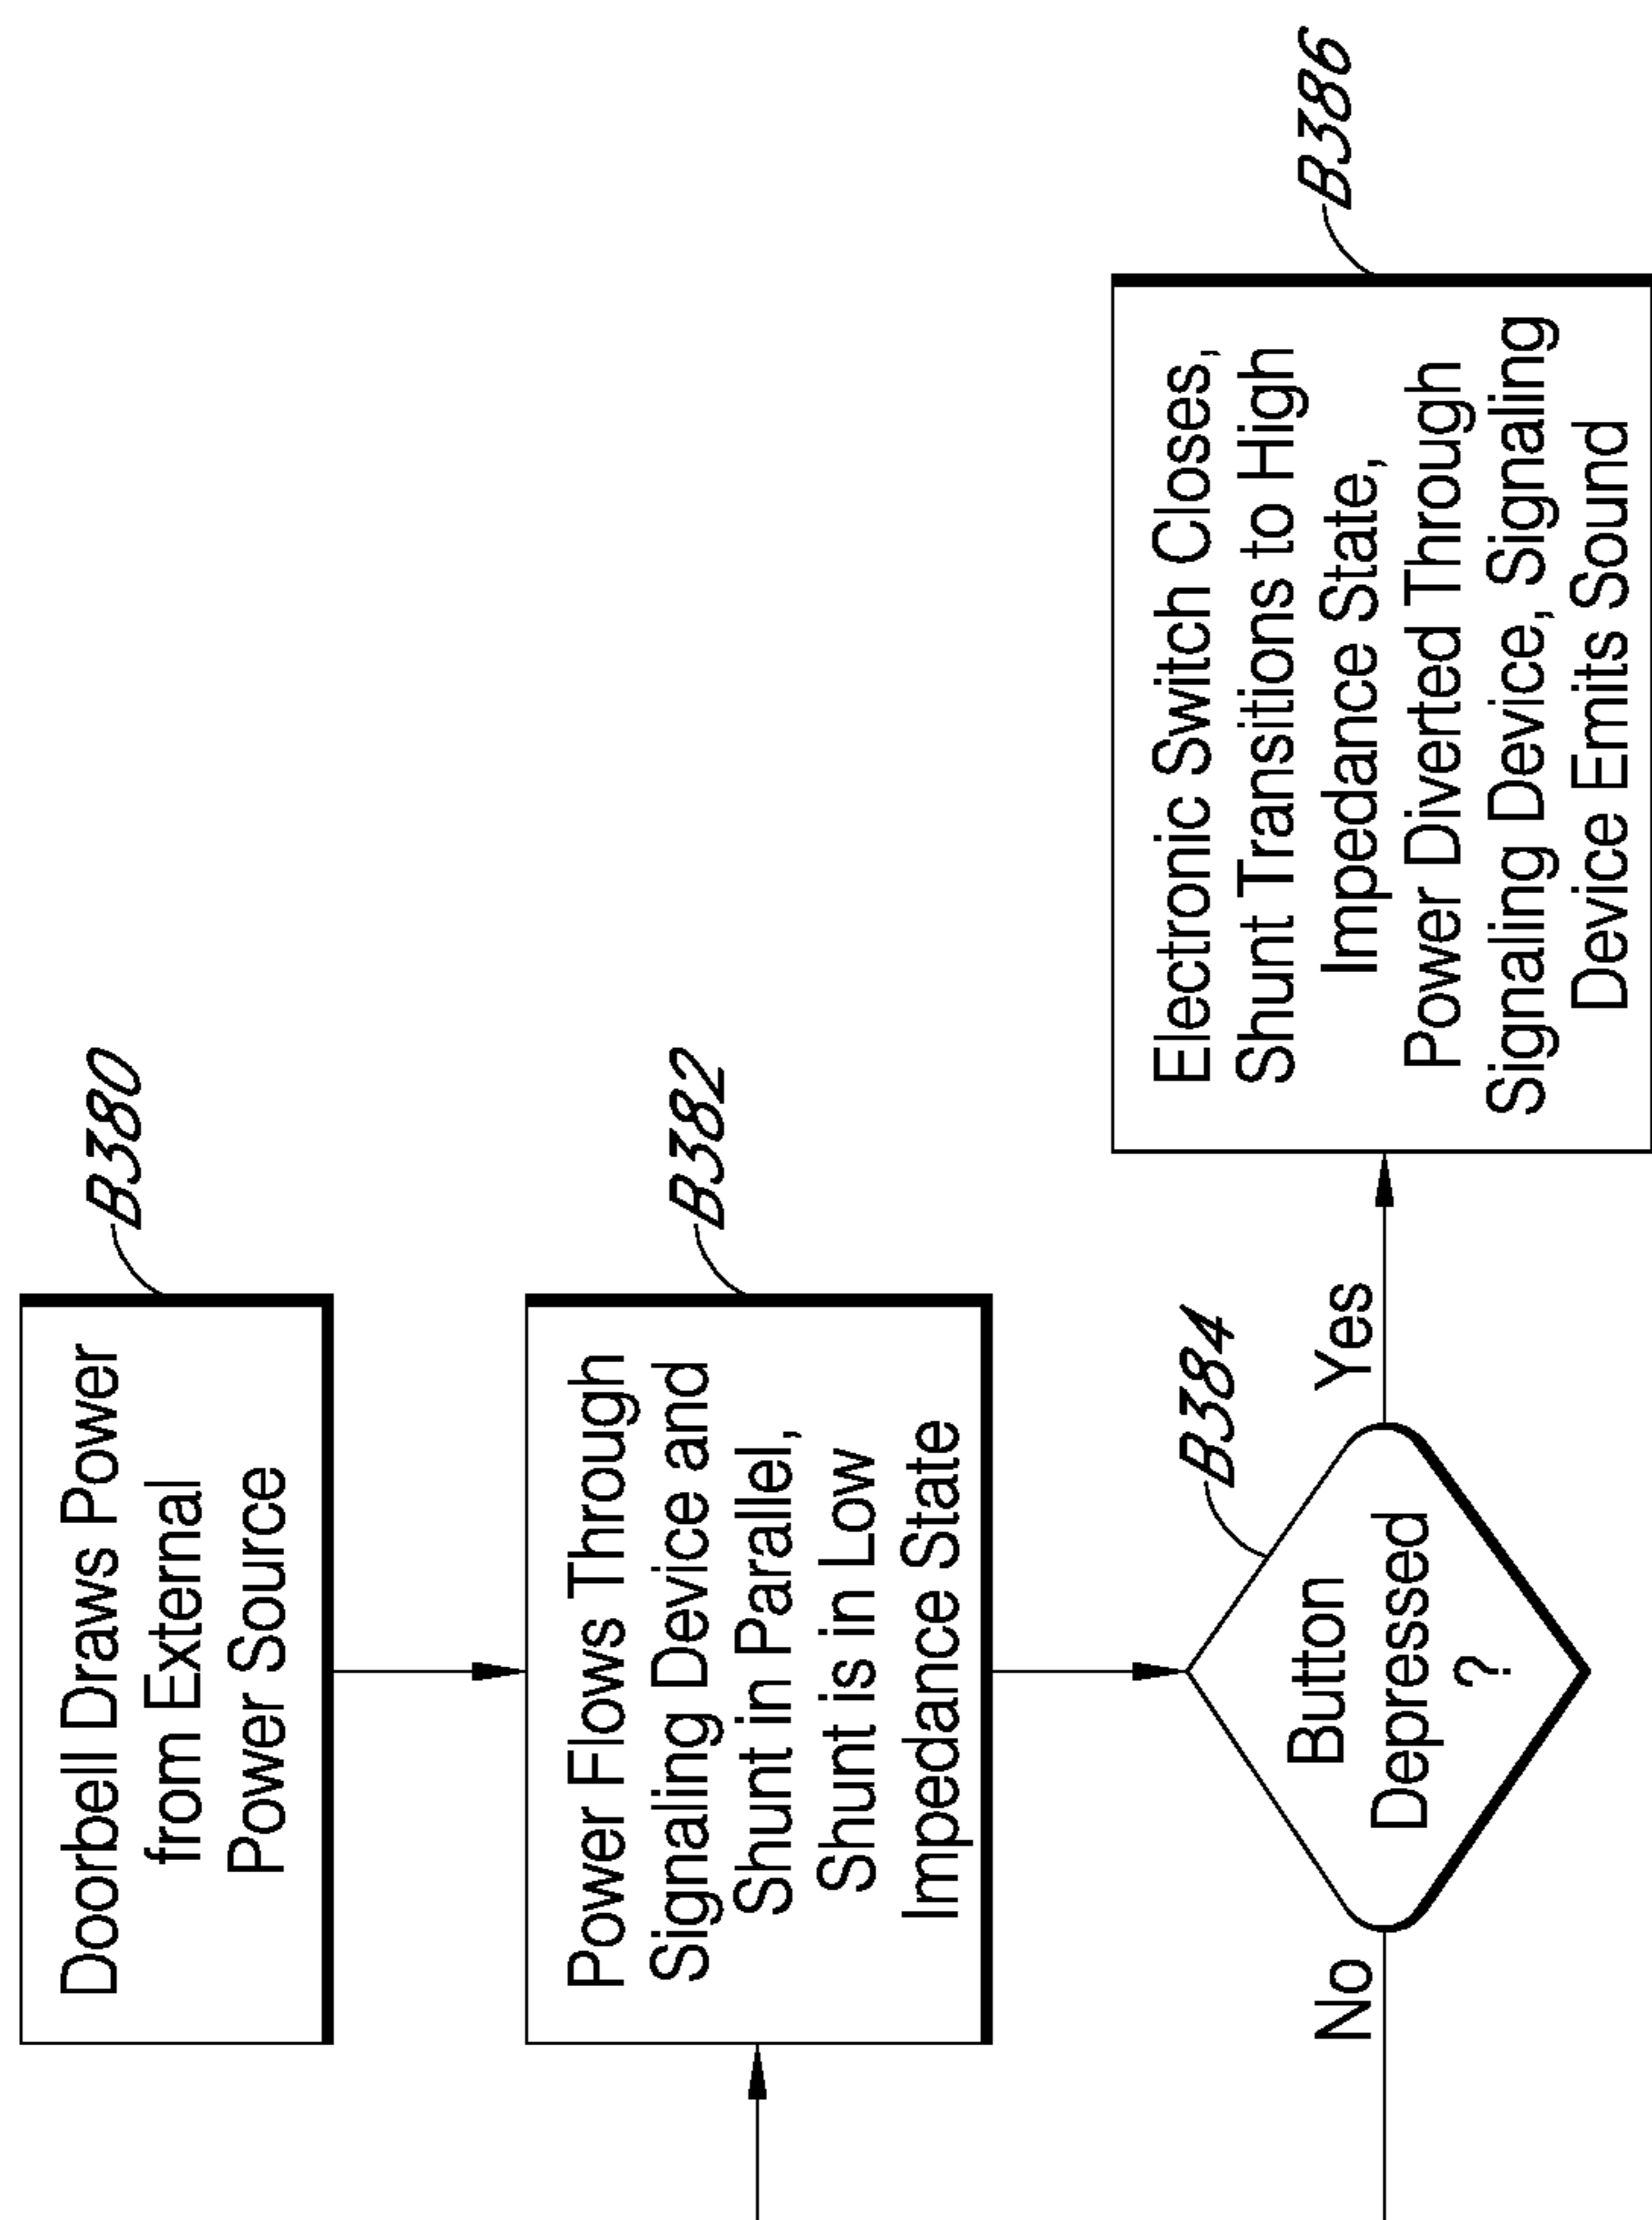 B380
Doorbell Draws Power
from External
Power Source
B382
Power Flows Through
Signaling Device and
Shunt in Parallel,
Shunt is in Low
Impedance State
B384
Button
Depressed
?
No
Yes
B386
Electronic Switch Closes,
Shunt Transitions to High
Impedance State,
Power Diverted Through
Signaling Device, Signaling
Device Emits Sound